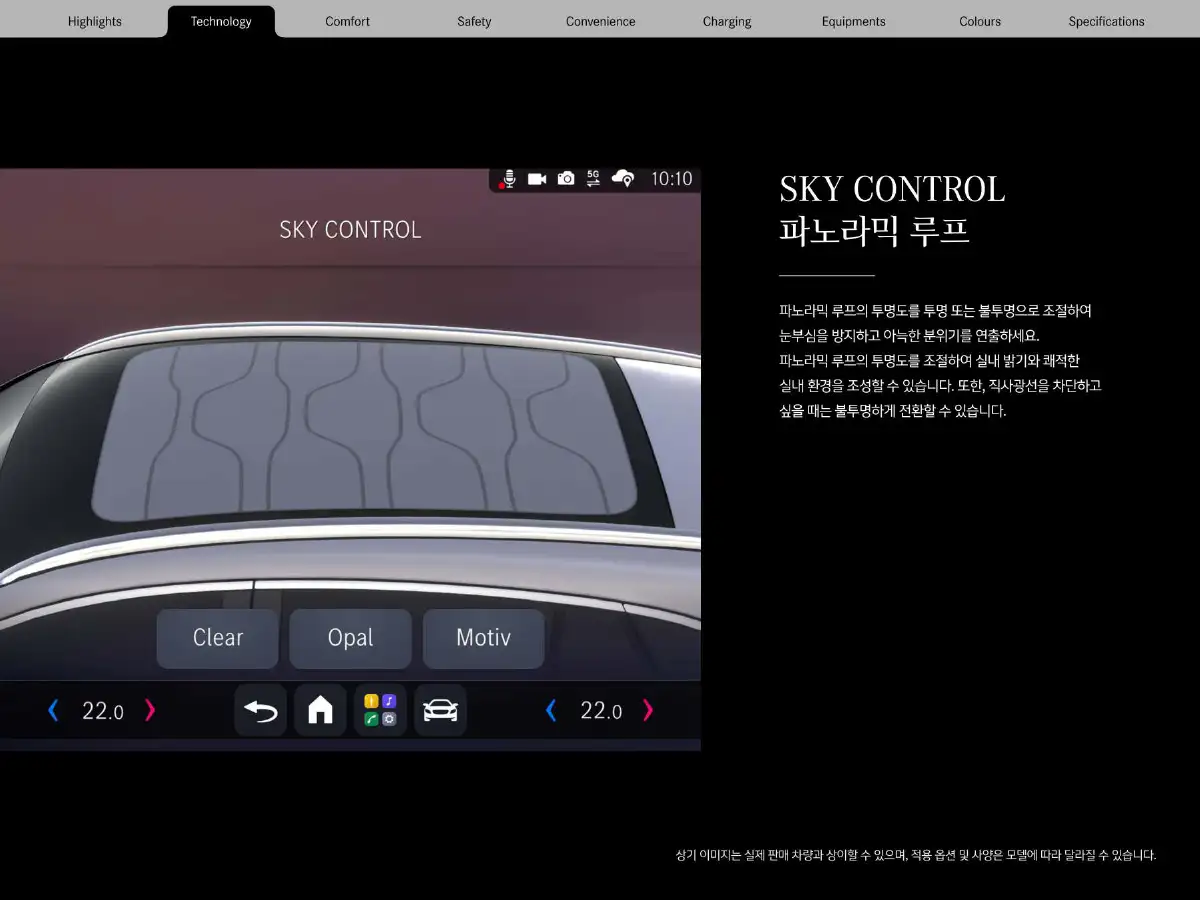 Highlights
Technology
Comfort
Safety
Convenience
Charging
Equipments
Colours
Specifications
5G
10:10
SKY CONTROL
Clear
Opal
Motiv
22.0
22.0
SKY CONTROL
파노라믹 루프
파노라믹 루프의 투명도를 투명 또는 불투명으로 조절하여
눈부심을 방지하고 아늑한 분위기를 연출하세요.
파노라믹 루프의 투명도를 조절하여 실내 밝기와 쾌적한
실내 환경을 조성할 수 있습니다. 또한, 직사광선을 차단하고
싶을 때는 불투명하게 전환할 수 있습니다.
상기 이미지는 실제 판매 차량과 상이할 수 있으며, 적용 옵션 및 사양은 모델에 따라 달라질 수 있습니다.